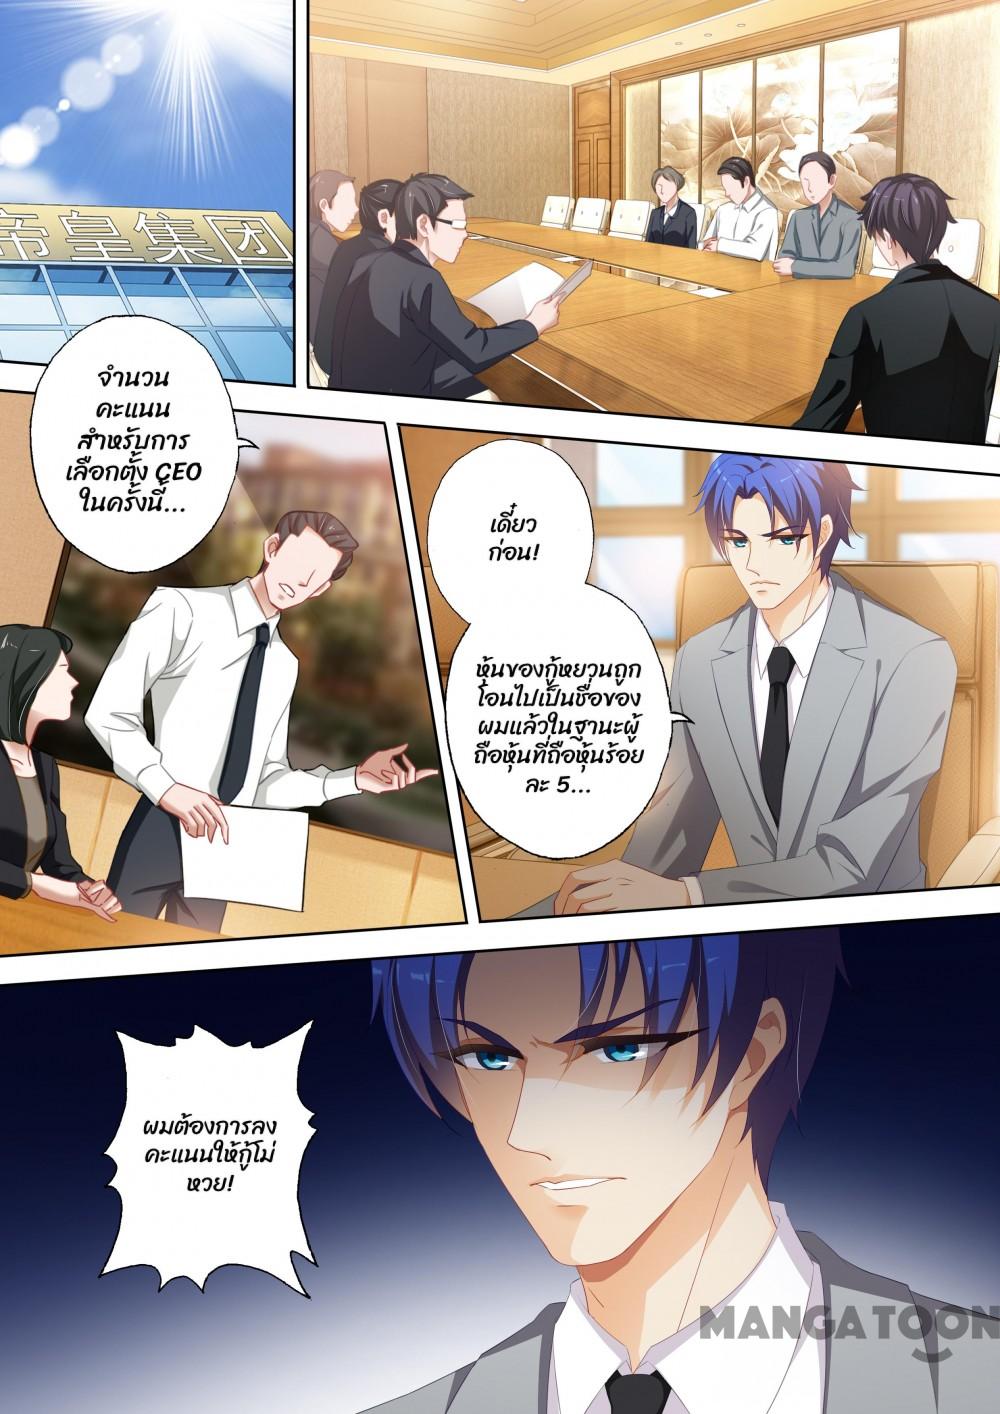 帝皇集团
จำนวน
คะแนน
สำหรับการ
เลือกตั้ง CEO
ในครั้งนี้...
เดี๋ยว
ก่อน!
หุ้นของกู้หยวนถูก
โอนไปเป็นชื่อของ
ผมแล้วในฐานะผู้
ถือหุ้นที่ถือหุ้นร้อย
ละ 5...
ผมต้องการลง
คะแนนให้กู้โม่
หวย!
MANGATOON